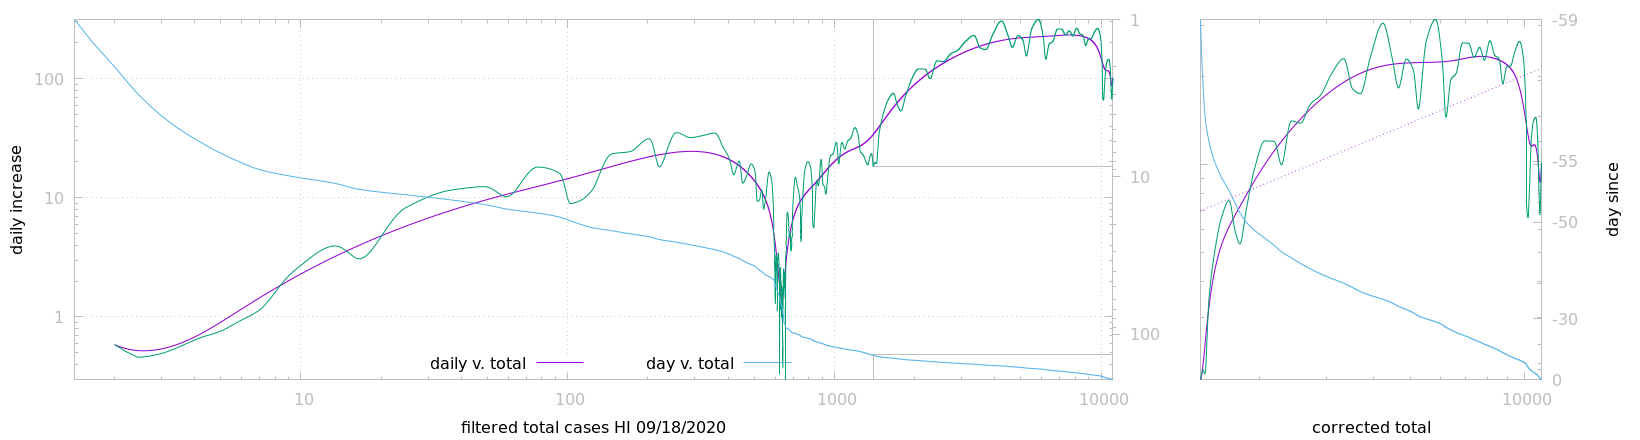 daily increase
100
10
1
10
100
1000
10000
1
10
100
daily v. total
day v. total
filtered total cases HI 09/18/2020
-59
-55
-50
-30
0
day since
10000
corrected total